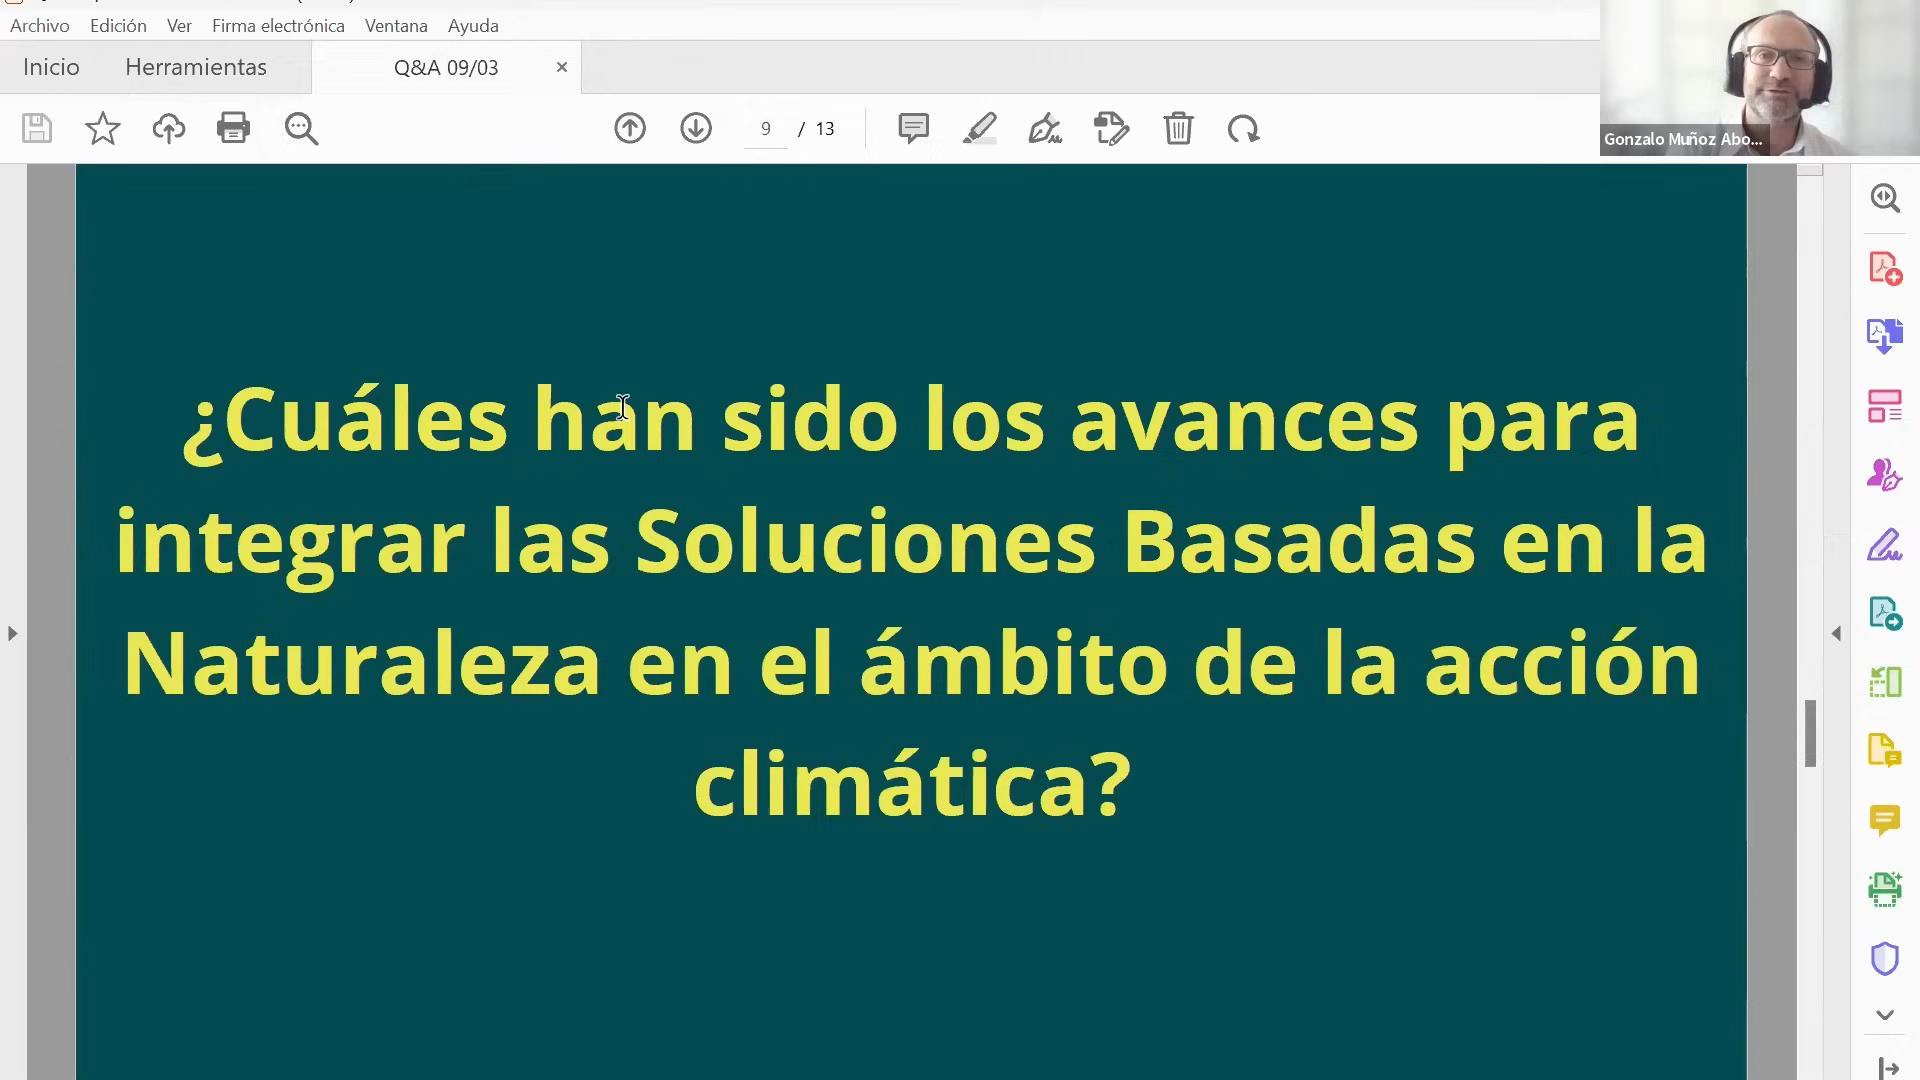 Archivo Edición Ver Firma electrónica Ventana Ayuda
Inicio Herramientas Q&A 09/03 ×
9 / 13
Gonzalo Muñoz Abo...
¿Cuáles han sido los avances para
integrar las Soluciones Basadas en la
Naturaleza en el ámbito de la acción
climática?